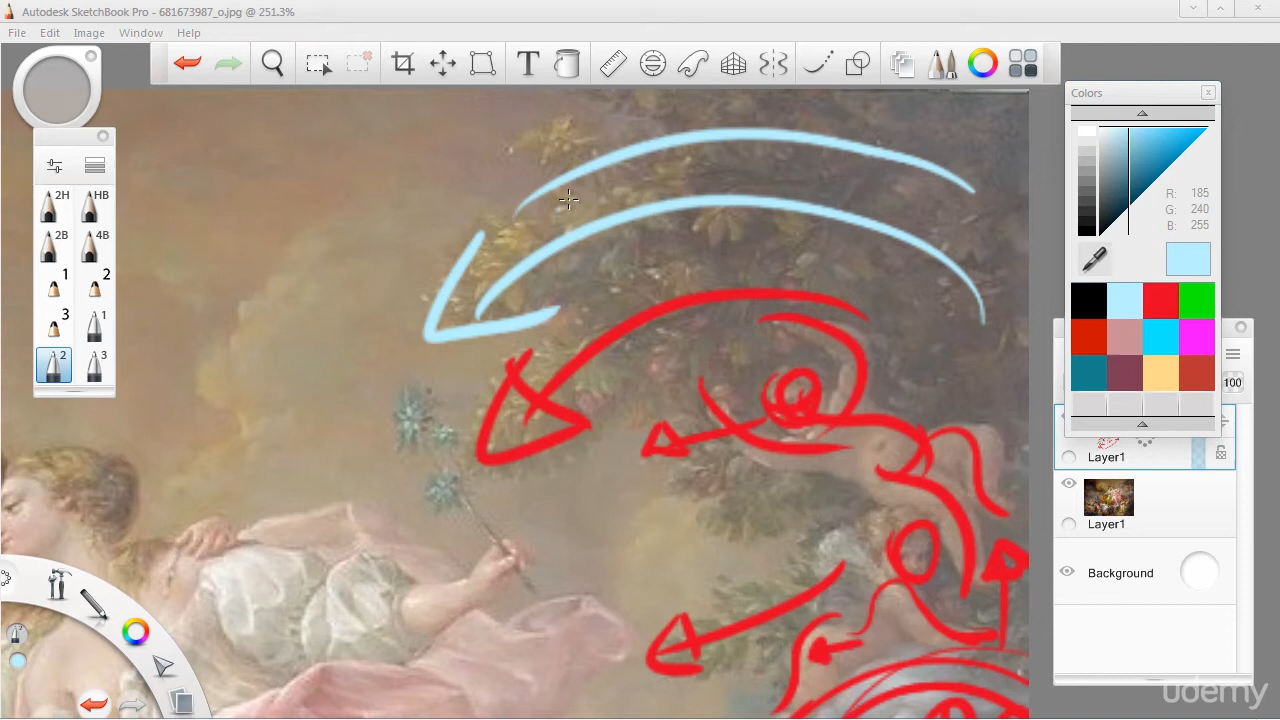 Autodesk SketchBook Pro - 681673987_o.jpg @ 251.3%
File Edit Image Window Help
T
Colors x
R: 185
G: 240
B: 255
2H HB
2B 4B
1 2
3 1
2 3
100
Layer1
Layer1
Background
udemy